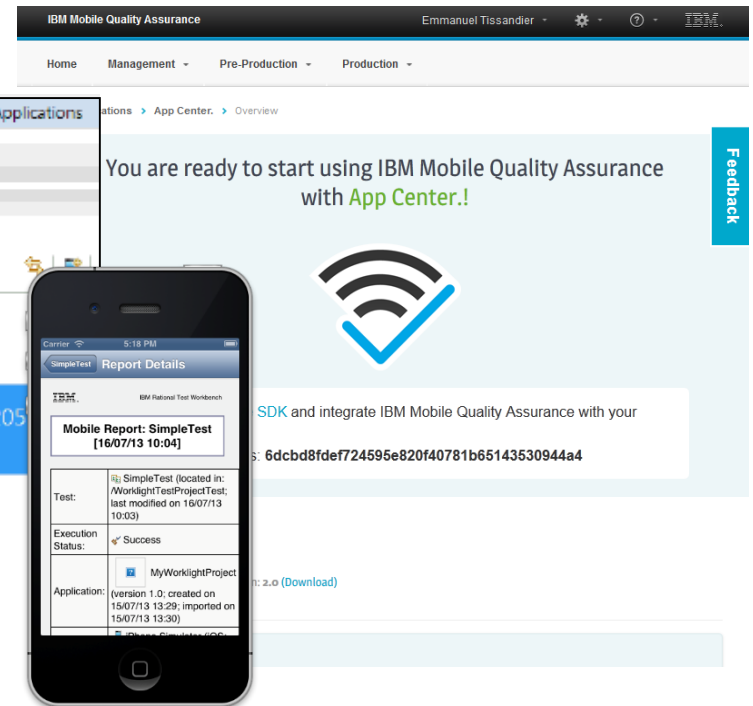 IBM Mobile Quality Assurance
Emmanuel Tissandier
?
IBM.
Home Management Pre-Production Production
Applications
ations > App Center. > Overview
Feedback
You are ready to start using IBM Mobile Quality Assurance
with App Center.!
SDK and integrate IBM Mobile Quality Assurance with your
s: 6dcbd8fdef724595e820f40781b65143530944a4
n: 2.0 (Download)
205
Carrier 5:18 PM
SimpleTest Report Details
IBM. IBM Rational Test Workbench
Mobile Report: SimpleTest
[16/07/13 10:04]
Test:
SimpleTest (located in:
/WorklightTestProjectTest;
last modified on 16/07/13
10:03)
Execution
Status:
Success
Application:
MyWorklightProject
(version 1.0; created on
15/07/13 13:29; imported on
15/07/13 13:30)
iPhone Simulator (iOS;